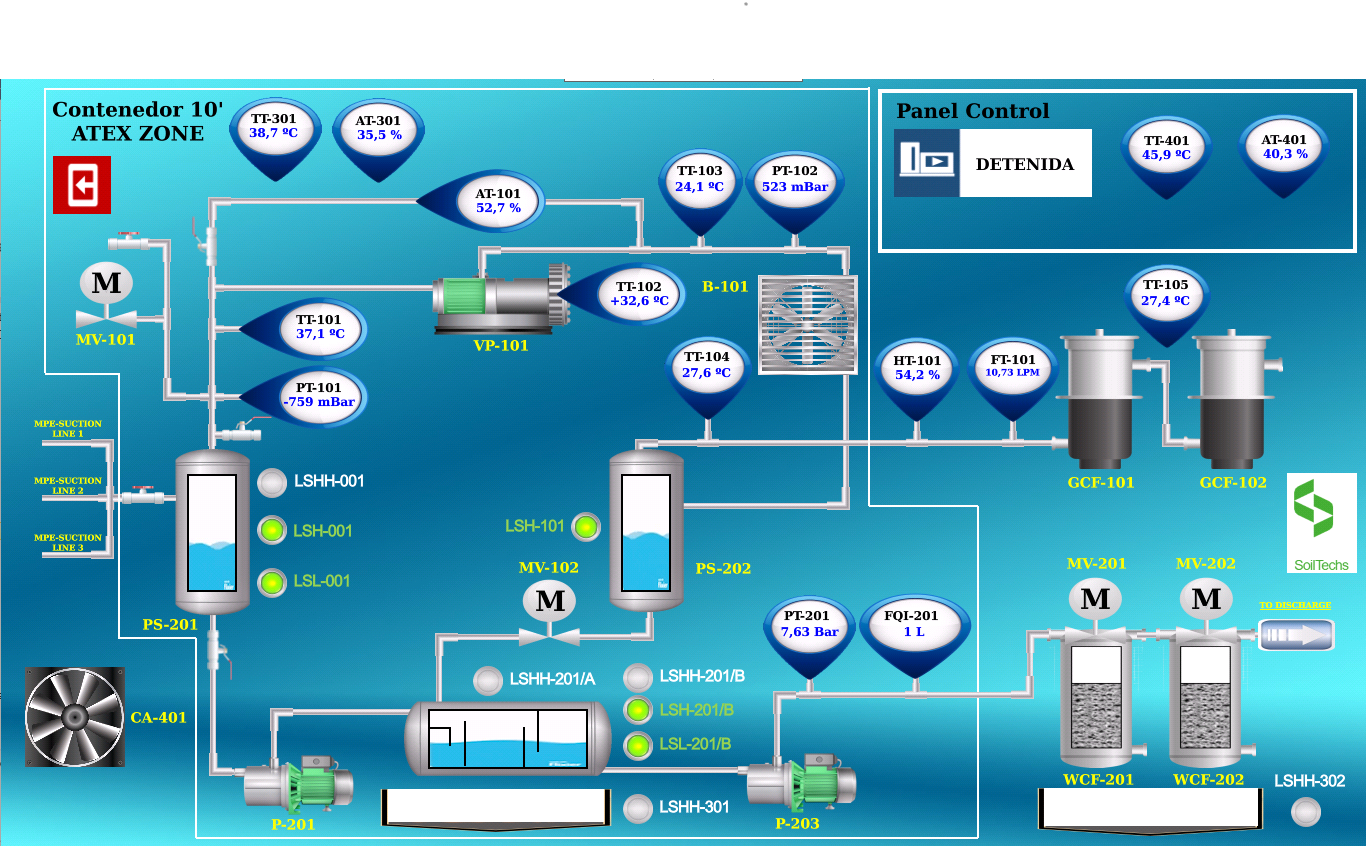 Contenedor 10'
ATEX ZONE
TT-301
38,7 ºC
AT-301
35,5 %
Panel Control
DETENIDA
TT-401
45,9 ºC
AT-401
40,3 %
AT-101
52,7 %
TT-103
24,1 ºC
PT-102
523 mBar
M
MV-101
TT-102
+32,6 ºC
VP-101
B-101
TT-105
27,4 ºC
TT-101
37,1 ºC
TT-104
27,6 ºC
HT-101
54,2 %
FT-101
10,73 LPM
PT-101
-759 mBar
MPE-SUCTION
LINE 1
MPE-SUCTION
LINE 2
MPE-SUCTION
LINE 3
LSHH-001
LSH-001
LSL-001
PS-201
LSH-101
PS-202
GCF-101
GCF-102
SoilTechs
MV-102
M
MV-201
M
MV-202
M
TO DISCHARGE
PT-201
7,63 Bar
FQI-201
1 L
LSHH-201/A
LSHH-201/B
LSH-201/B
LSL-201/B
CA-401
P-201
LSHH-301
P-203
WCF-201
WCF-202
LSHH-302